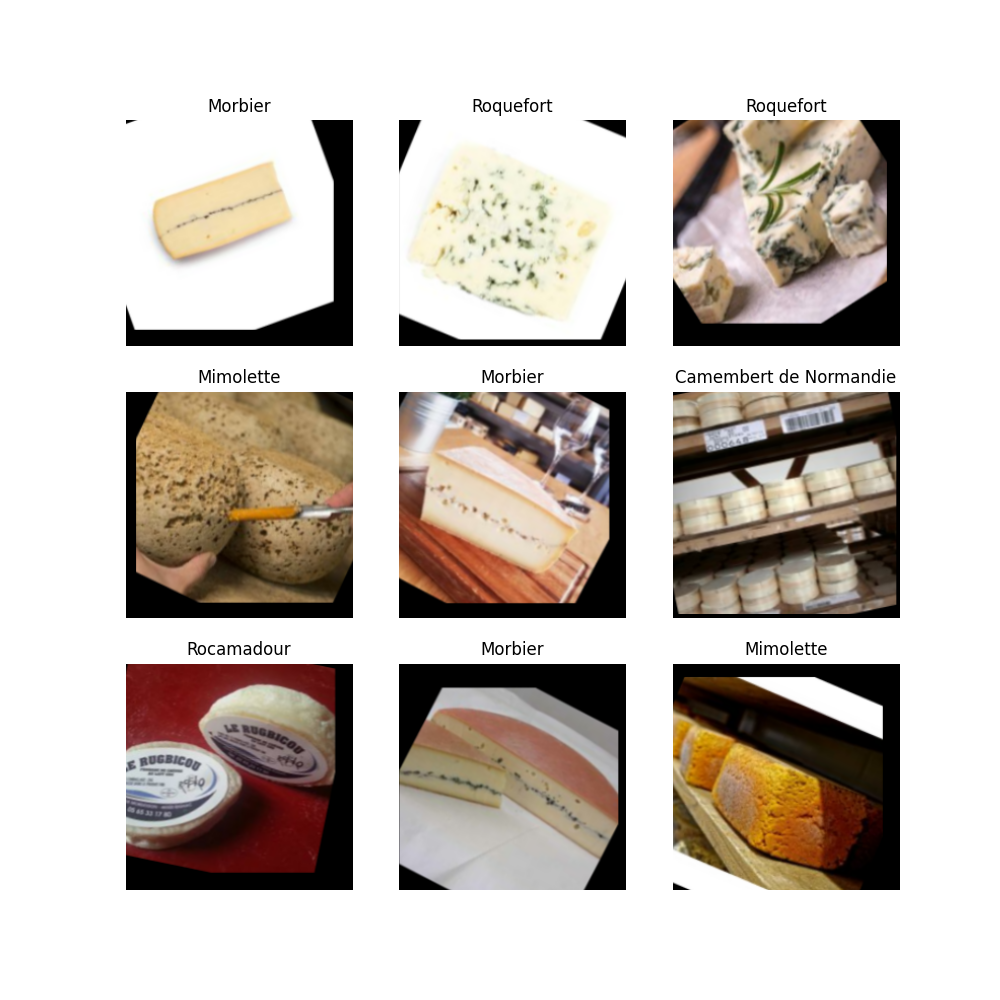 Morbier
Roquefort
Roquefort
Mimolette
Morbier
Camembert de Normandie
Rocamadour
Morbier
Mimolette
LE RUGBICOU
LE RUGBICOU